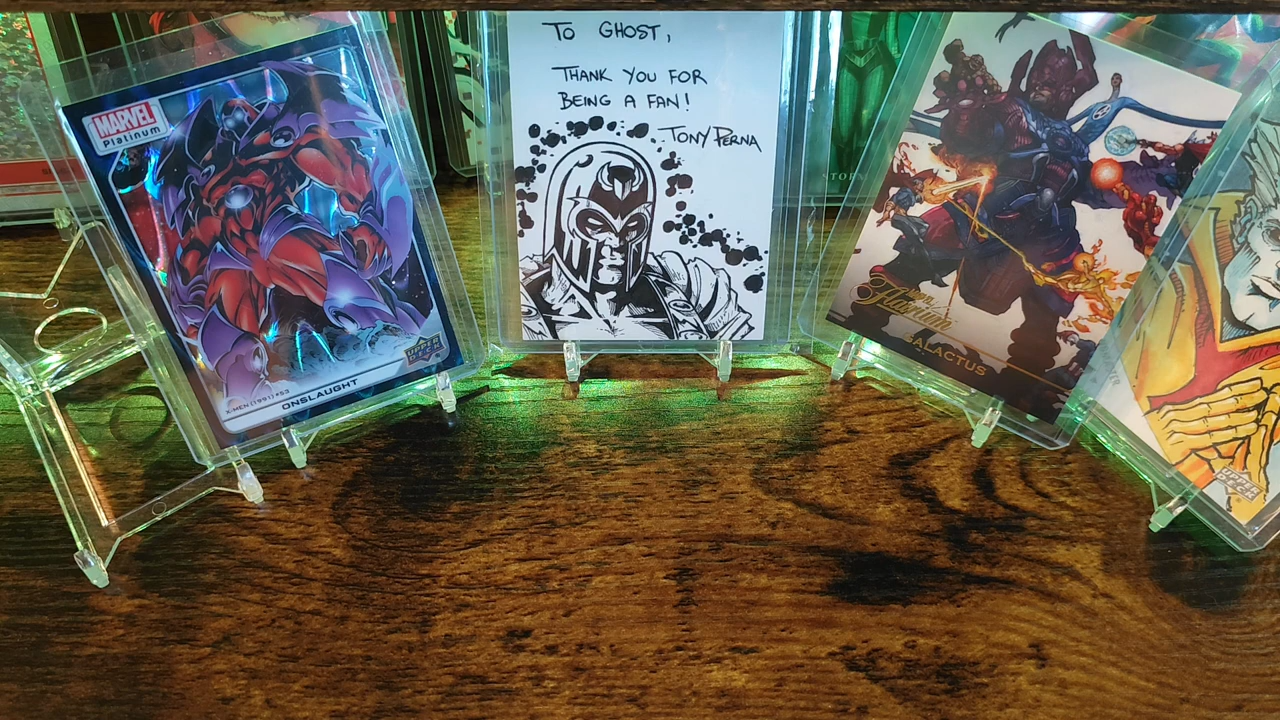 MARVEL
Platinum
X-MEN (1991) #53
ONSLAUGHT
UPPER
DECK
TO GHOST,
THANK YOU FOR
BEING A FAN!
TONY PERNA
STORM
Flair
GALACTUS
UPPER
DECK